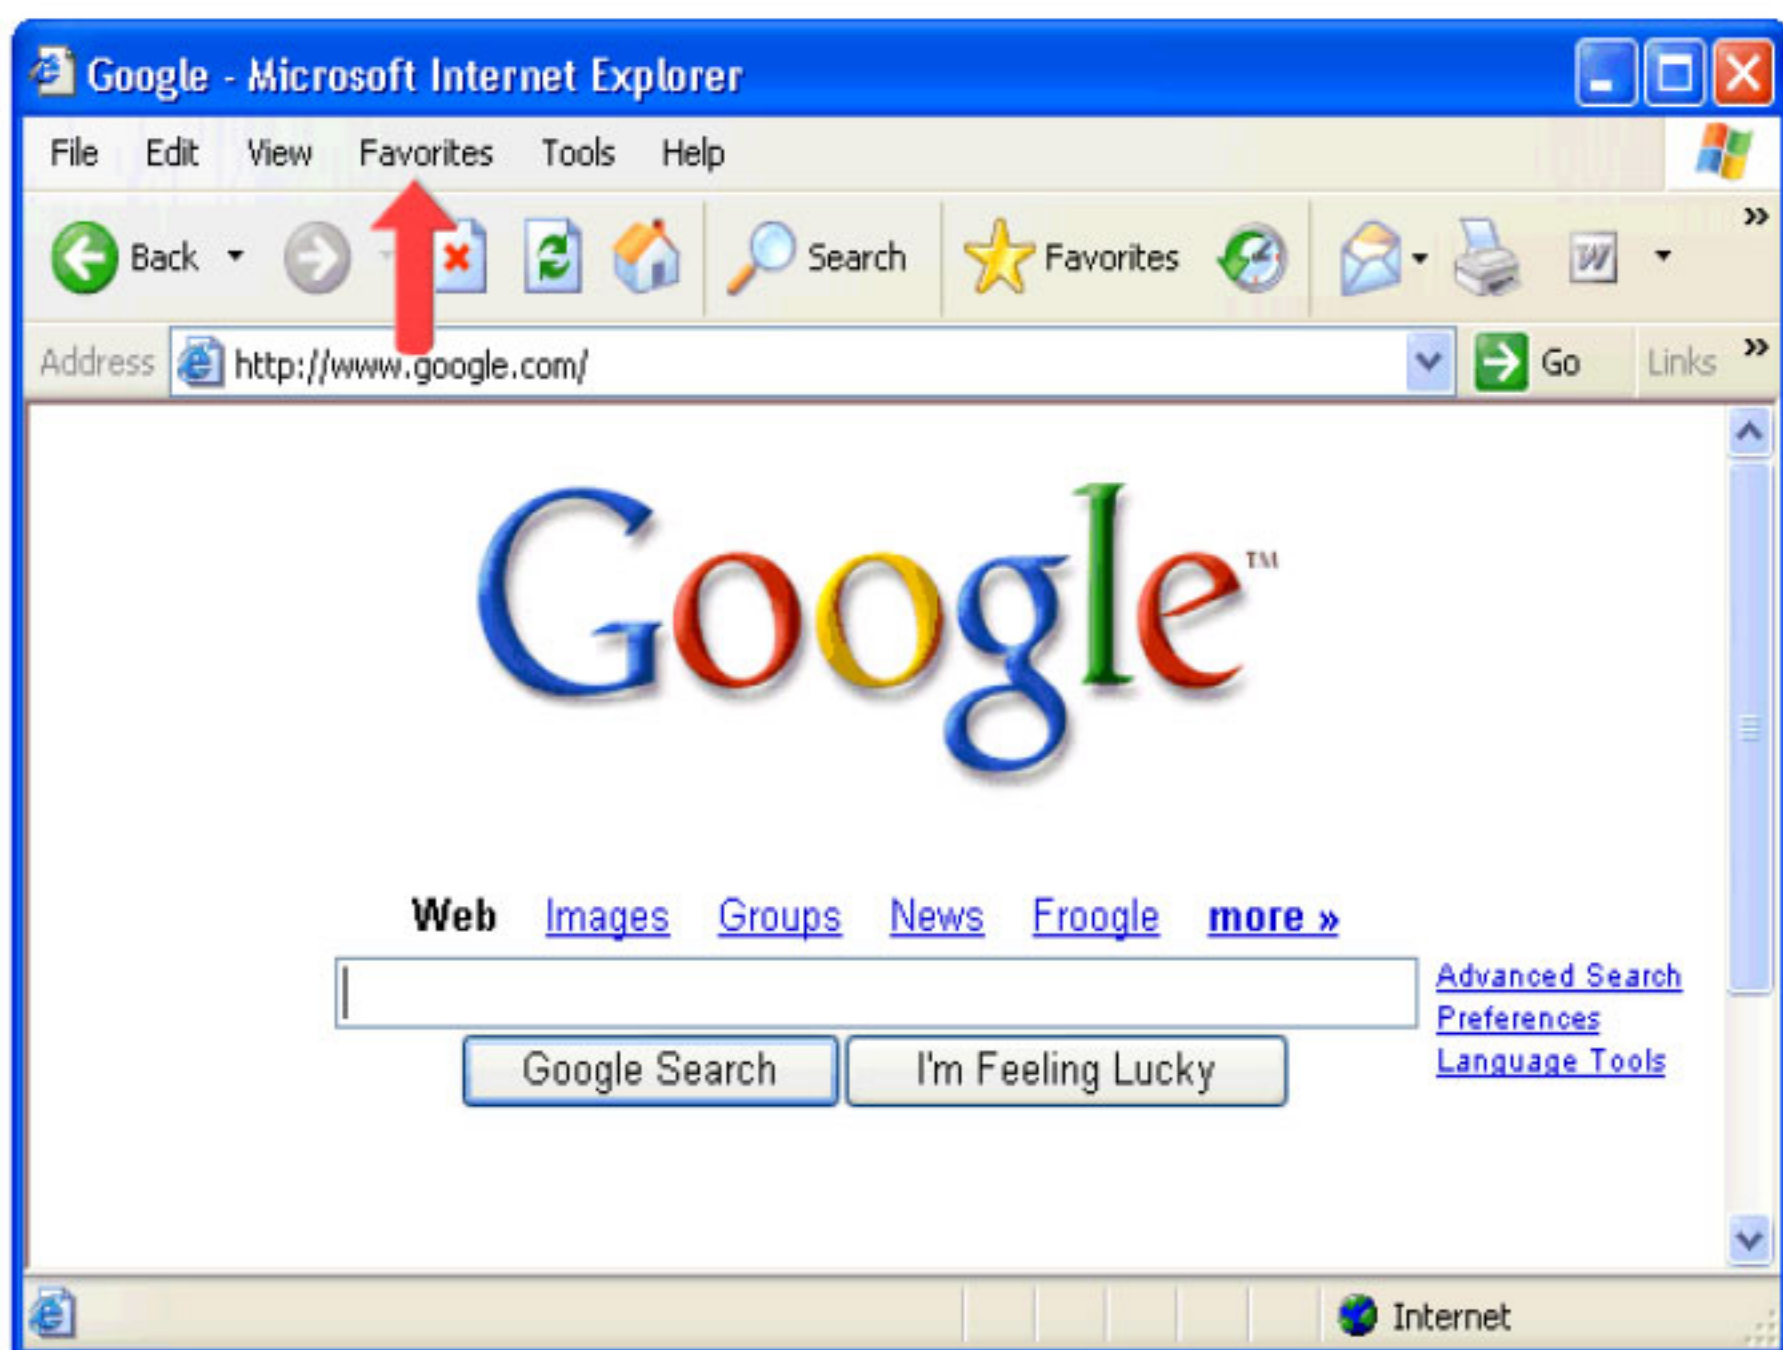 Google - Microsoft Internet Explorer
File Edit View Favorites Tools Help
Back Search Favorites W »
Address http://www.google.com/ Go Links »
Google™
Web Images Groups News Froogle more »
Advanced Search
Preferences
Google Search I'm Feeling Lucky Language Tools
Internet